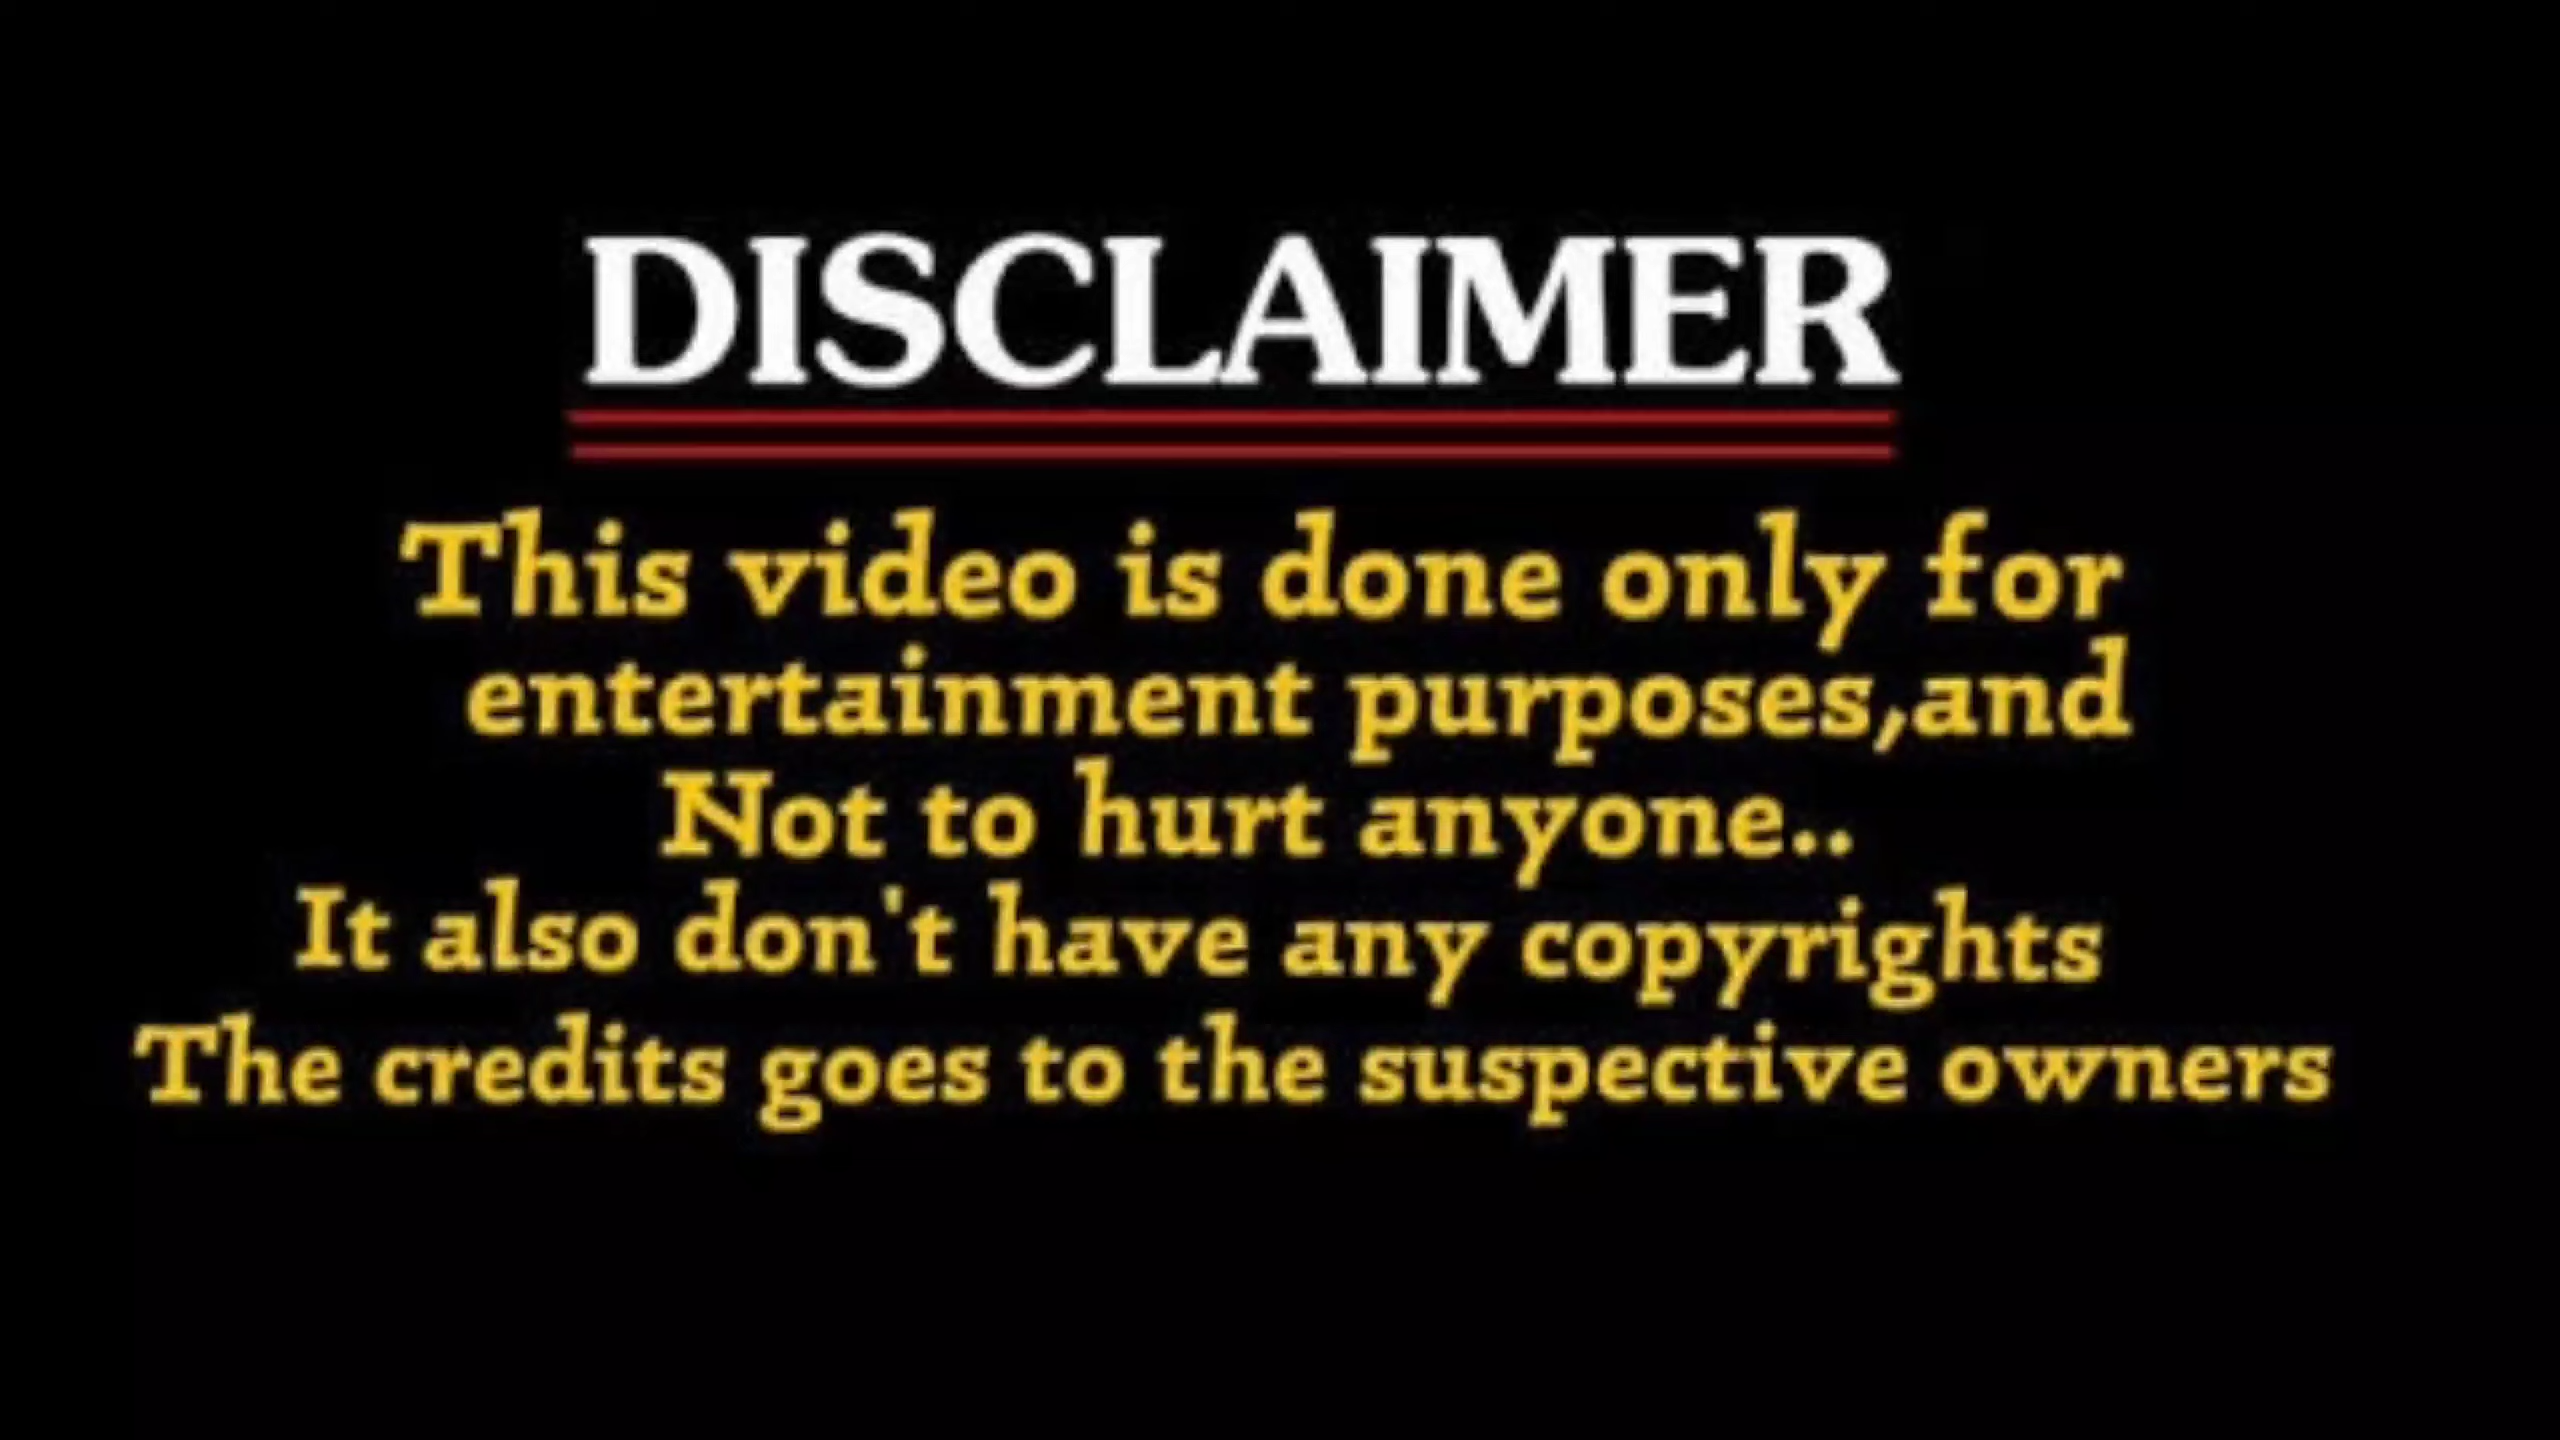 DISCLAIMER
This video is done only for
entertainment purposes,and
Not to hurt anyone..
It also don't have any copyrights
The credits goes to the suspective owners